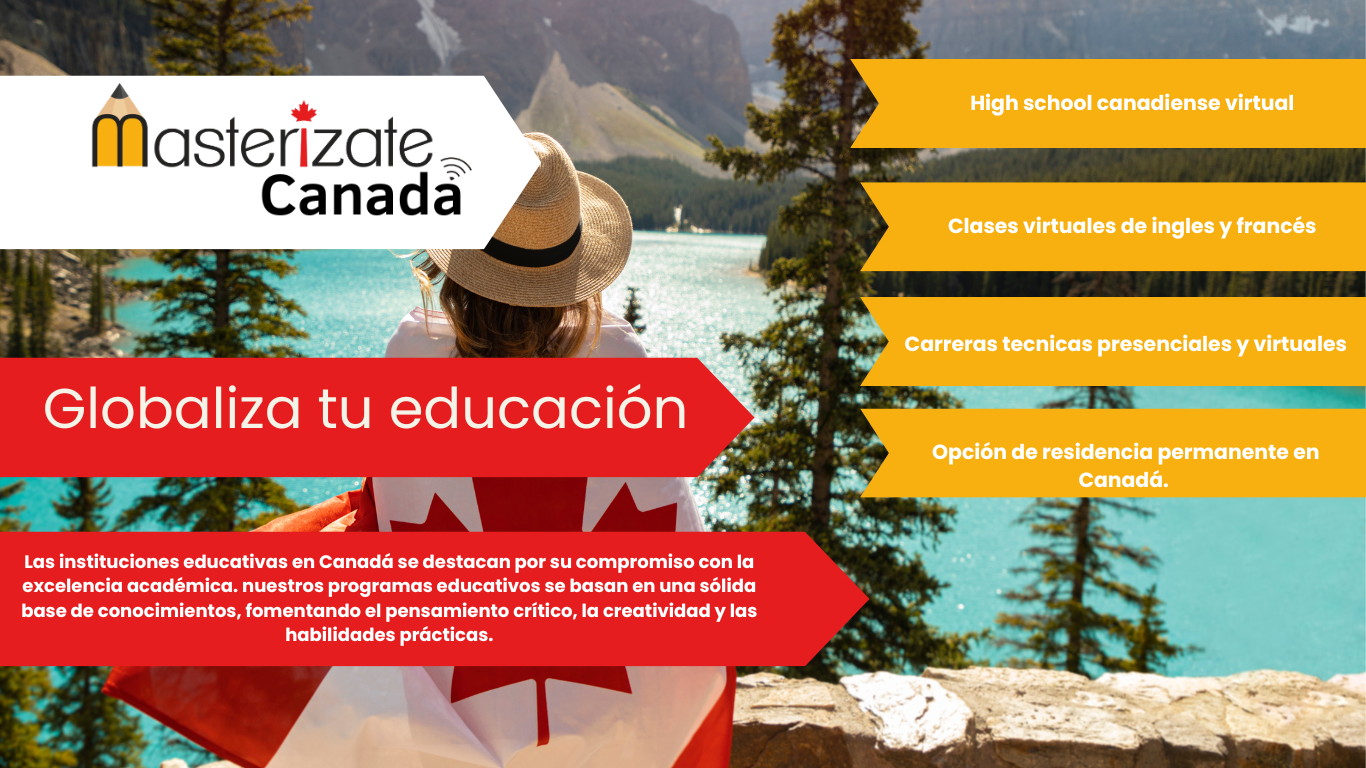 Masterizate
Canada
Globaliza tu educación
Las instituciones educativas en Canadá se destacan por su compromiso con la
excelencia académica. nuestros programas educativos se basan en una sólida
base de conocimientos, fomentando el pensamiento crítico, la creatividad y las
habilidades prácticas.
High school canadiense virtual
Clases virtuales de ingles y francés
Carreras tecnicas presenciales y virtuales
Opción de residencia permanente en
Canadá.